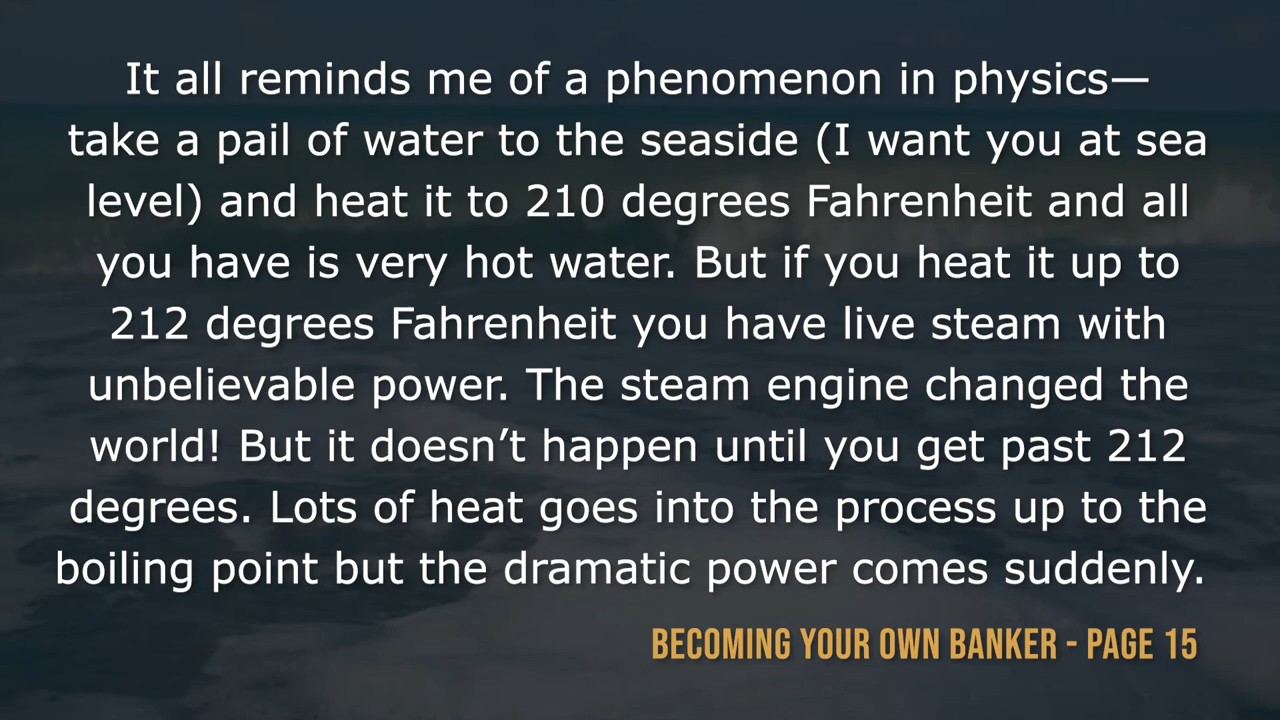 It all reminds me of a phenomenon in physics—
take a pail of water to the seaside (I want you at sea
level) and heat it to 210 degrees Fahrenheit and all
you have is very hot water. But if you heat it up to
212 degrees Fahrenheit you have live steam with
unbelievable power. The steam engine changed the
world! But it doesn’t happen until you get past 212
degrees. Lots of heat goes into the process up to the
boiling point but the dramatic power comes suddenly.
BECOMING YOUR OWN BANKER - PAGE 15